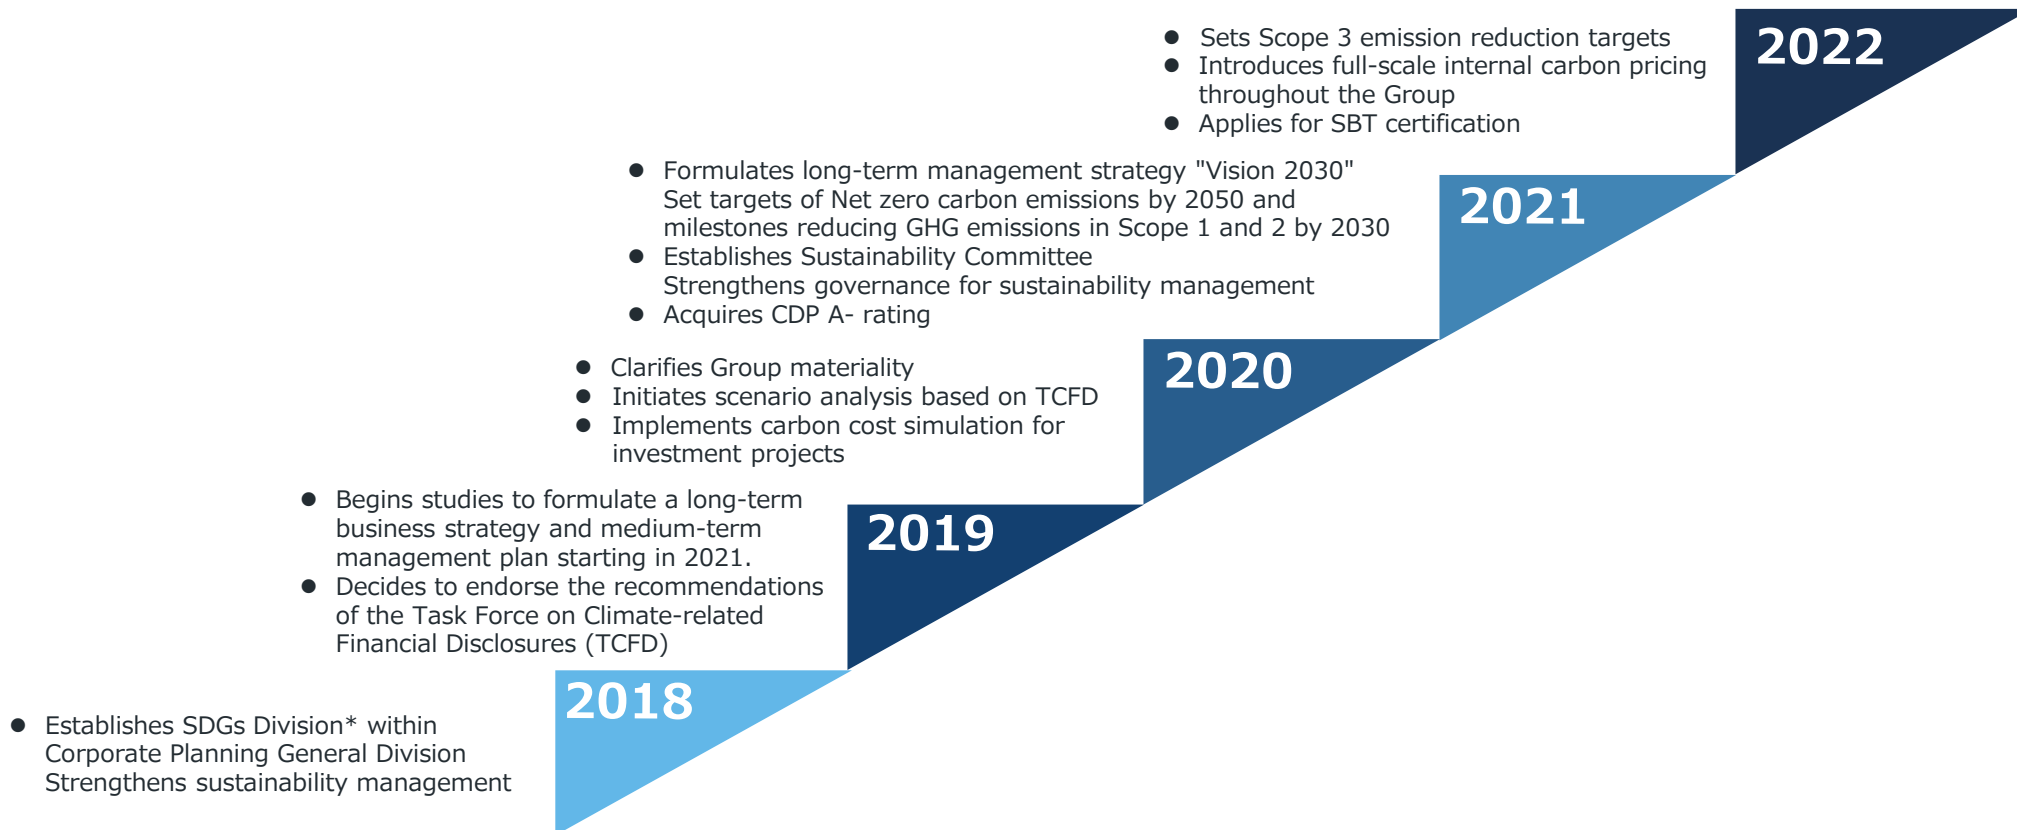 ● Sets Scope 3 emission reduction targets
● Introduces full-scale internal carbon pricing
throughout the Group
● Applies for SBT certification
2022
● Formulates long-term management strategy "Vision 2030"
Set targets of Net zero carbon emissions by 2050 and
milestones reducing GHG emissions in Scope 1 and 2 by 2030
● Establishes Sustainability Committee
Strengthens governance for sustainability management
● Acquires CDP A- rating
2021
● Clarifies Group materiality
● Initiates scenario analysis based on TCFD
● Implements carbon cost simulation for
investment projects
2020
● Begins studies to formulate a long-term
business strategy and medium-term
management plan starting in 2021.
● Decides to endorse the recommendations
of the Task Force on Climate-related
Financial Disclosures (TCFD)
2019
● Establishes SDGs Division* within
Corporate Planning General Division
Strengthens sustainability management
2018